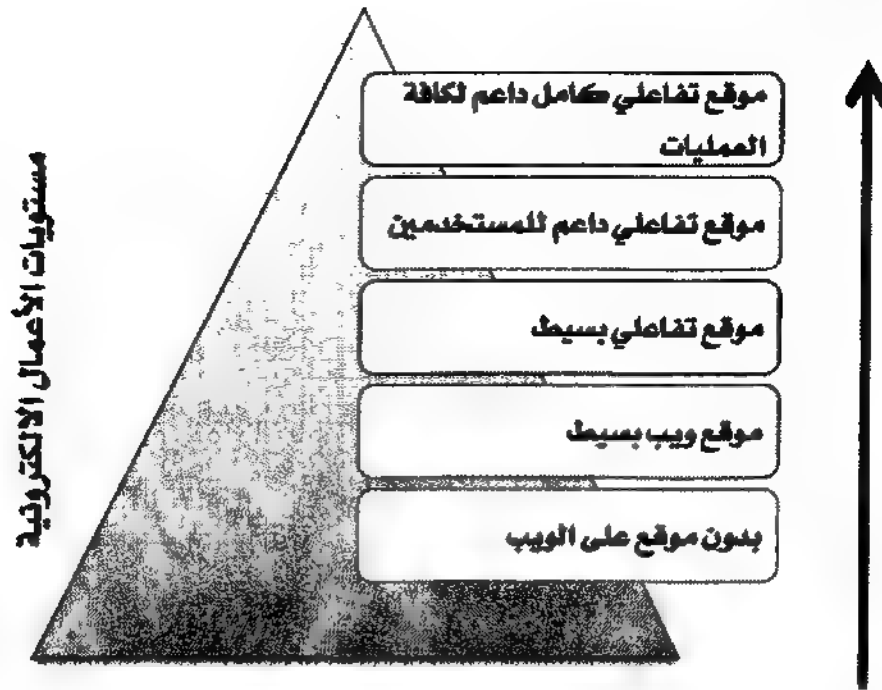 موقع تفاعلي كامل داعم لكافة
العمليات
موقع تفاعلي داعم للمستخدمين
موقع تفاعلي بسيط
موقع ويب بسيط
بدون موقع على الويب
مستويات الأعمال الالكترونية